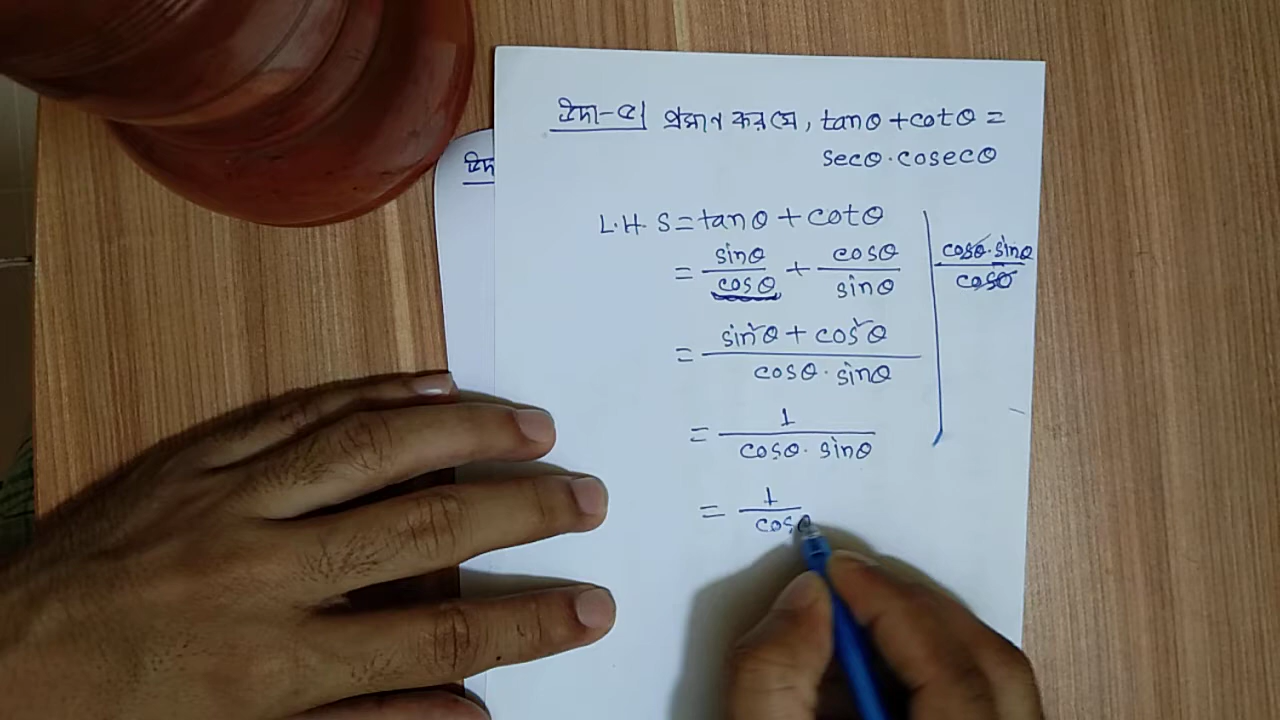 উদা-৫। প্রমাণ কর যে, tanθ + cotθ =
secθ·cosecθ
উদা
L.H.S = tanθ + cotθ
= sinθ/cosθ + cosθ/sinθ
cosθ·sinθ/cosθ
= sin²θ + cos²θ/cosθ·sinθ
= 1/cosθ·sinθ
= 1/cosθ